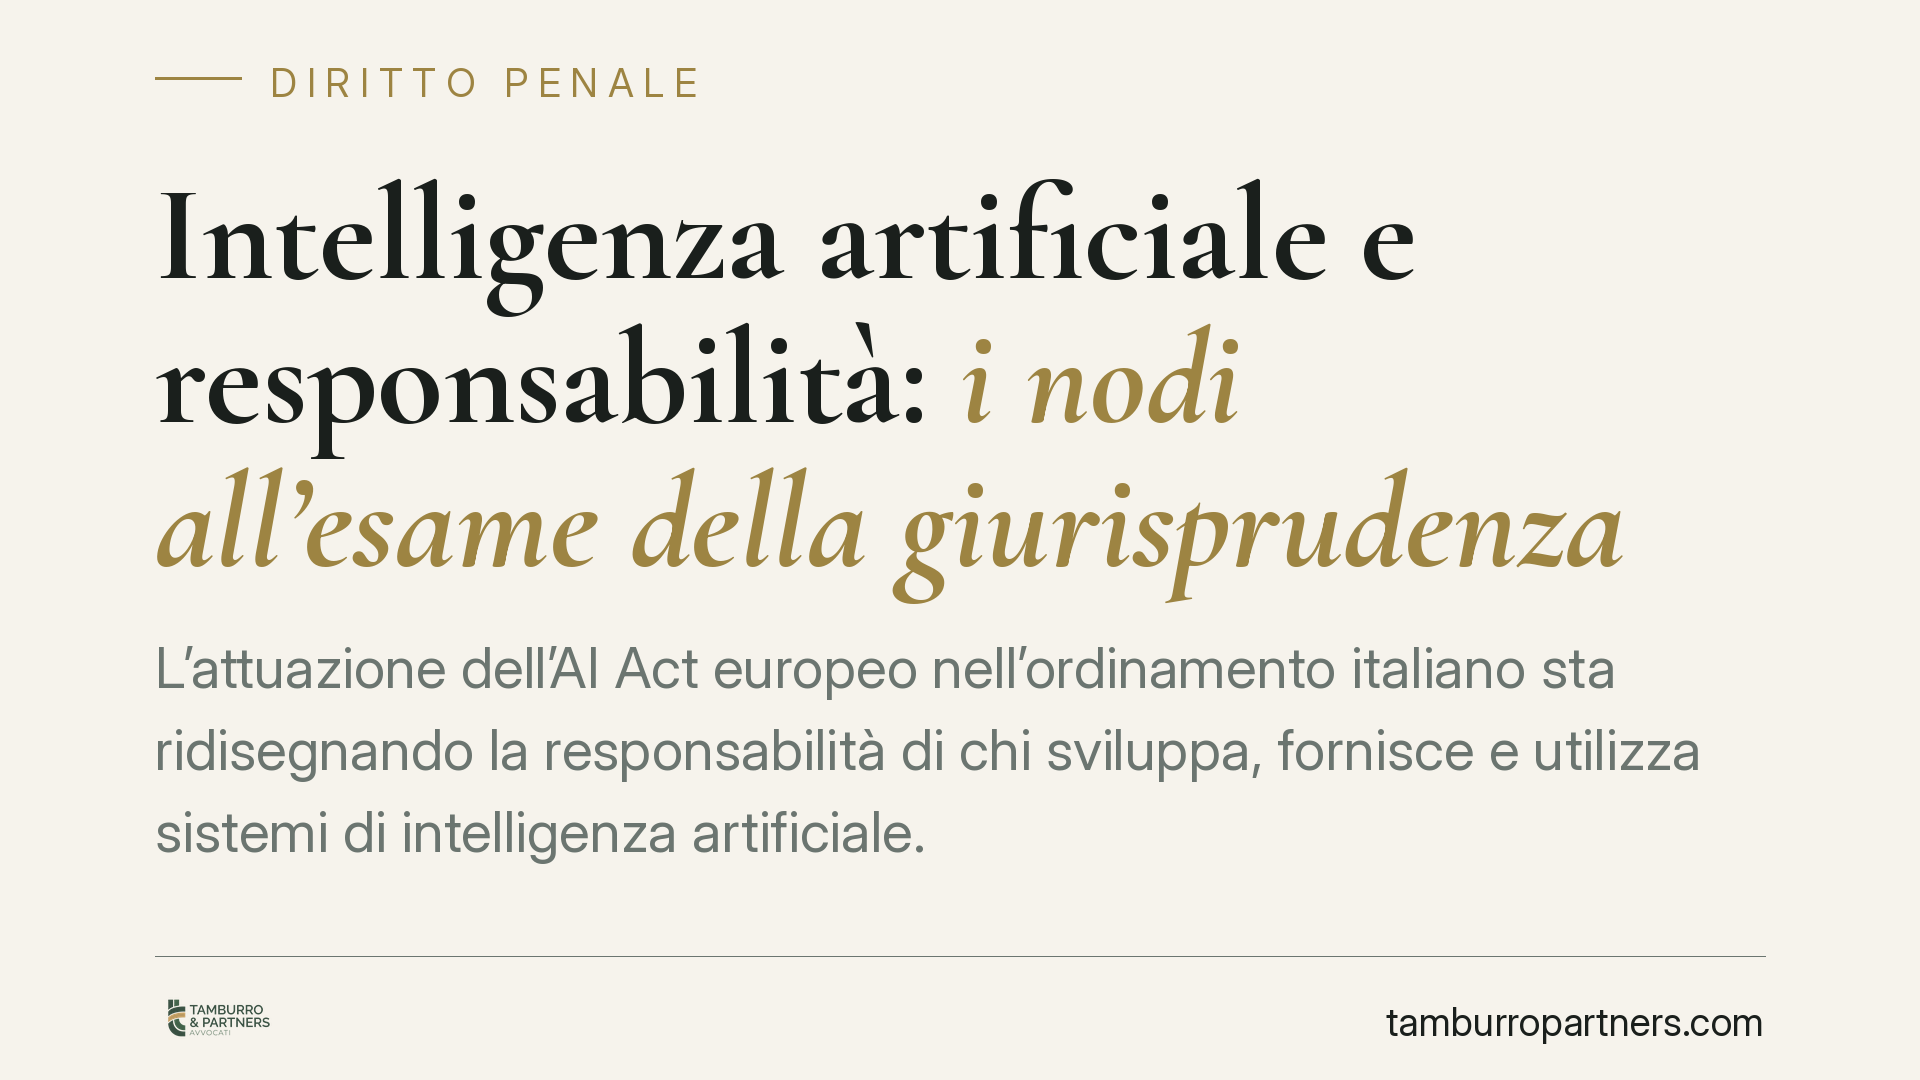 DIRITTO PENALE
Intelligenza artificiale e
responsabilità: i nodi
all’esame della giurisprudenza
L’attuazione dell’AI Act europeo nell’ordinamento italiano sta
ridisegnando la responsabilità di chi sviluppa, fornisce e utilizza
sistemi di intelligenza artificiale.
TAMBURRO
& PARTNERS
AVVOCATI
tamburropartners.com